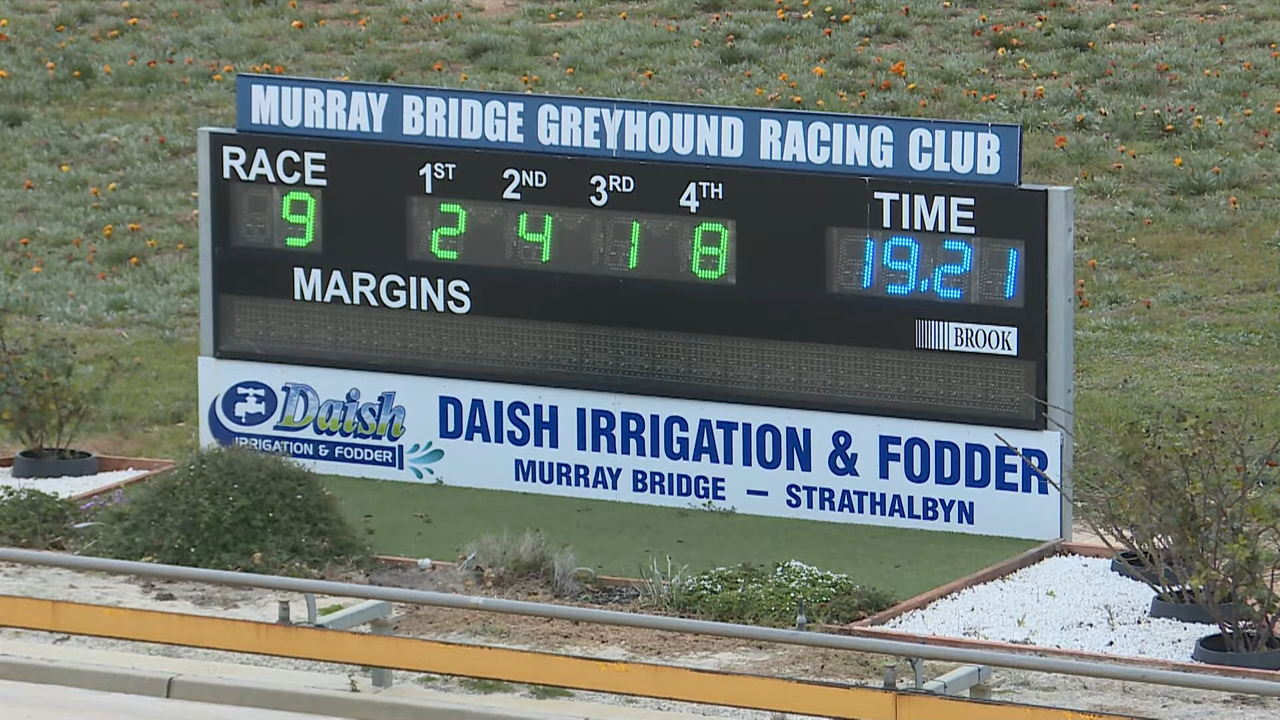 MURRAY BRIDGE GREYHOUND RACING CLUB
RACE 1ST 2ND 3RD 4TH TIME
9 2 4 1 8 19.21
MARGINS
BROOK
Daish
IRRIGATION & FODDER
DAISH IRRIGATION & FODDER
MURRAY BRIDGE — STRATHALBYN